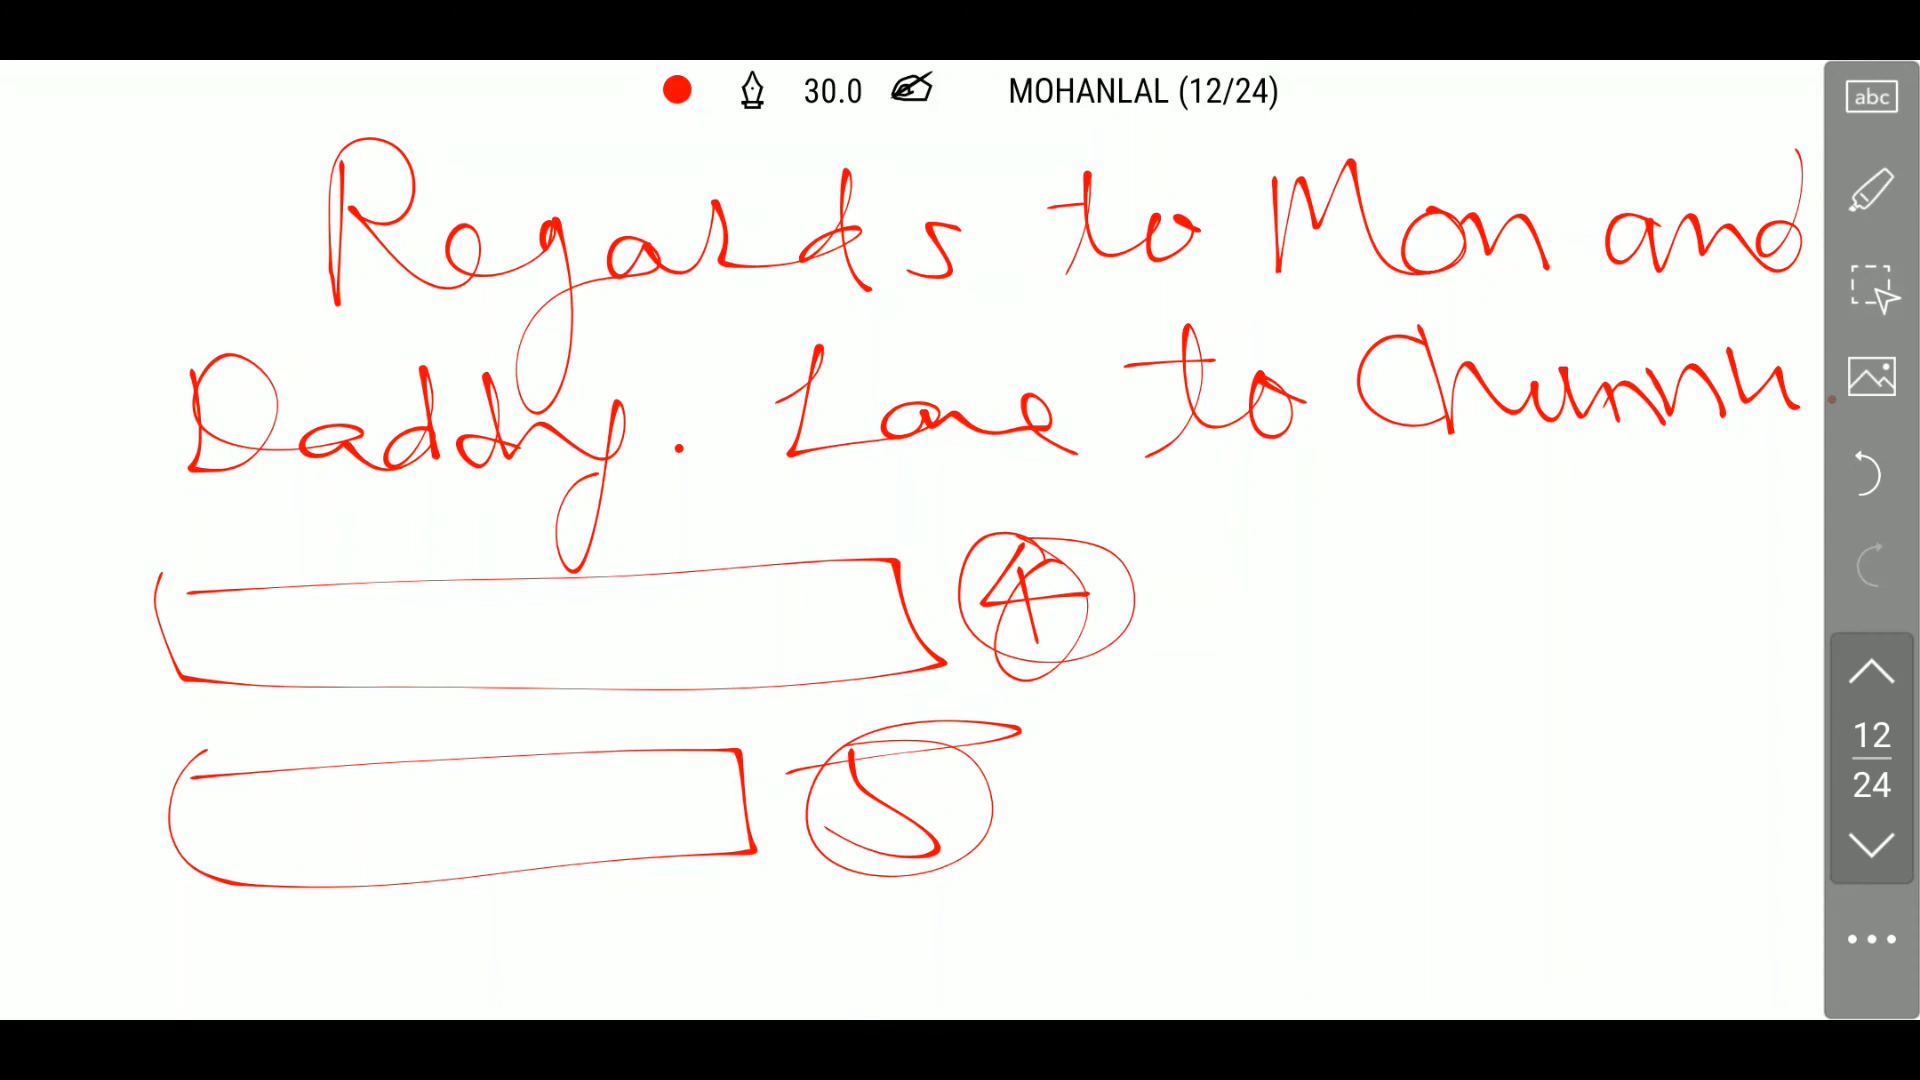 30.0 MOHANLAL (12/24)
abc
Regards to Mom and
Daddy. Love to Chunnu
4
5
12
24